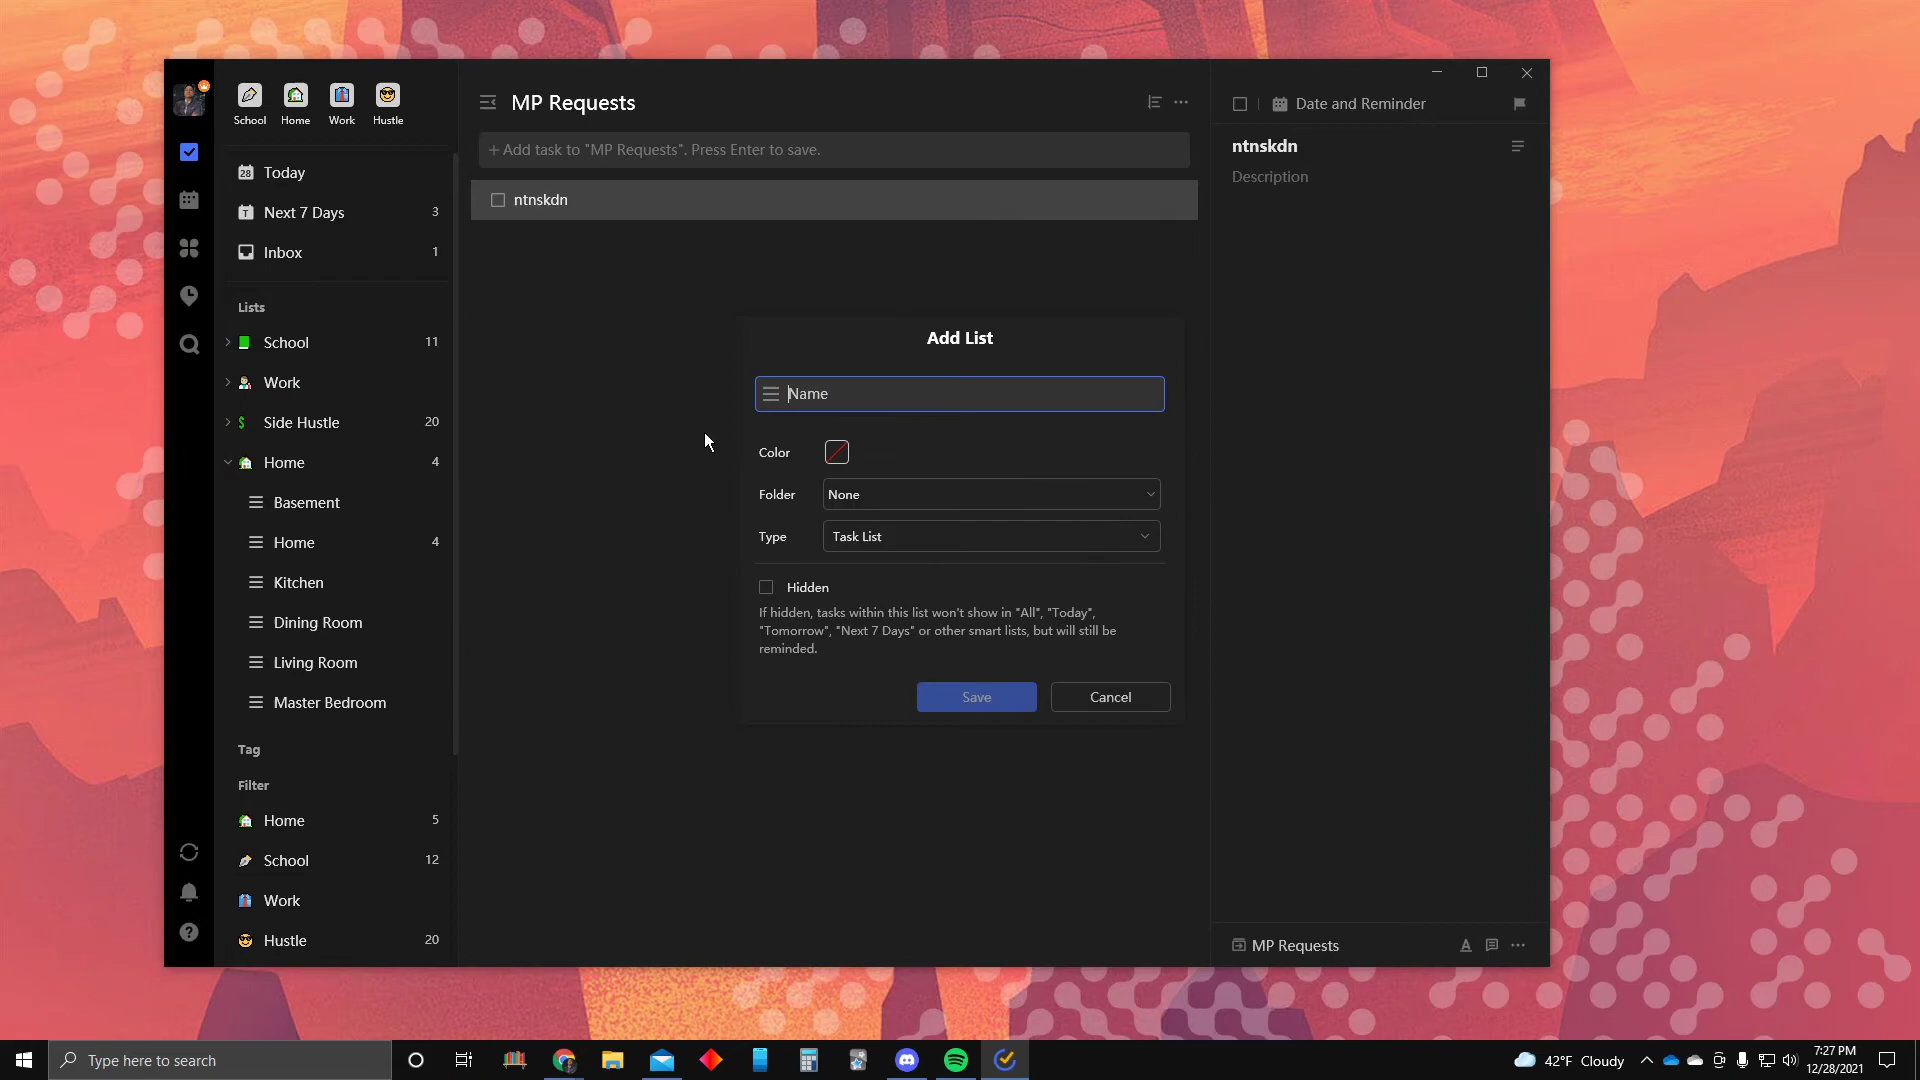 School
Home
Work
Hustle
28 Today
T Next 7 Days 3
Inbox 1
Lists
School 11
Work
Side Hustle 20
Home 4
Basement
Home 4
Kitchen
Dining Room
Living Room
Master Bedroom
Tag
Filter
Home 5
School 12
Work
Hustle 20
MP Requests
+ Add task to "MP Requests". Press Enter to save.
ntnskdn
Add List
Name
Color
Folder None
Type Task List
Hidden
If hidden, tasks within this list won't show in "All", "Today",
"Tomorrow", "Next 7 Days" or other smart lists, but will still be
reminded.
Save Cancel
Date and Reminder
ntnskdn
Description
MP Requests
A
Type here to search
42°F Cloudy
7:27 PM
12/28/2021